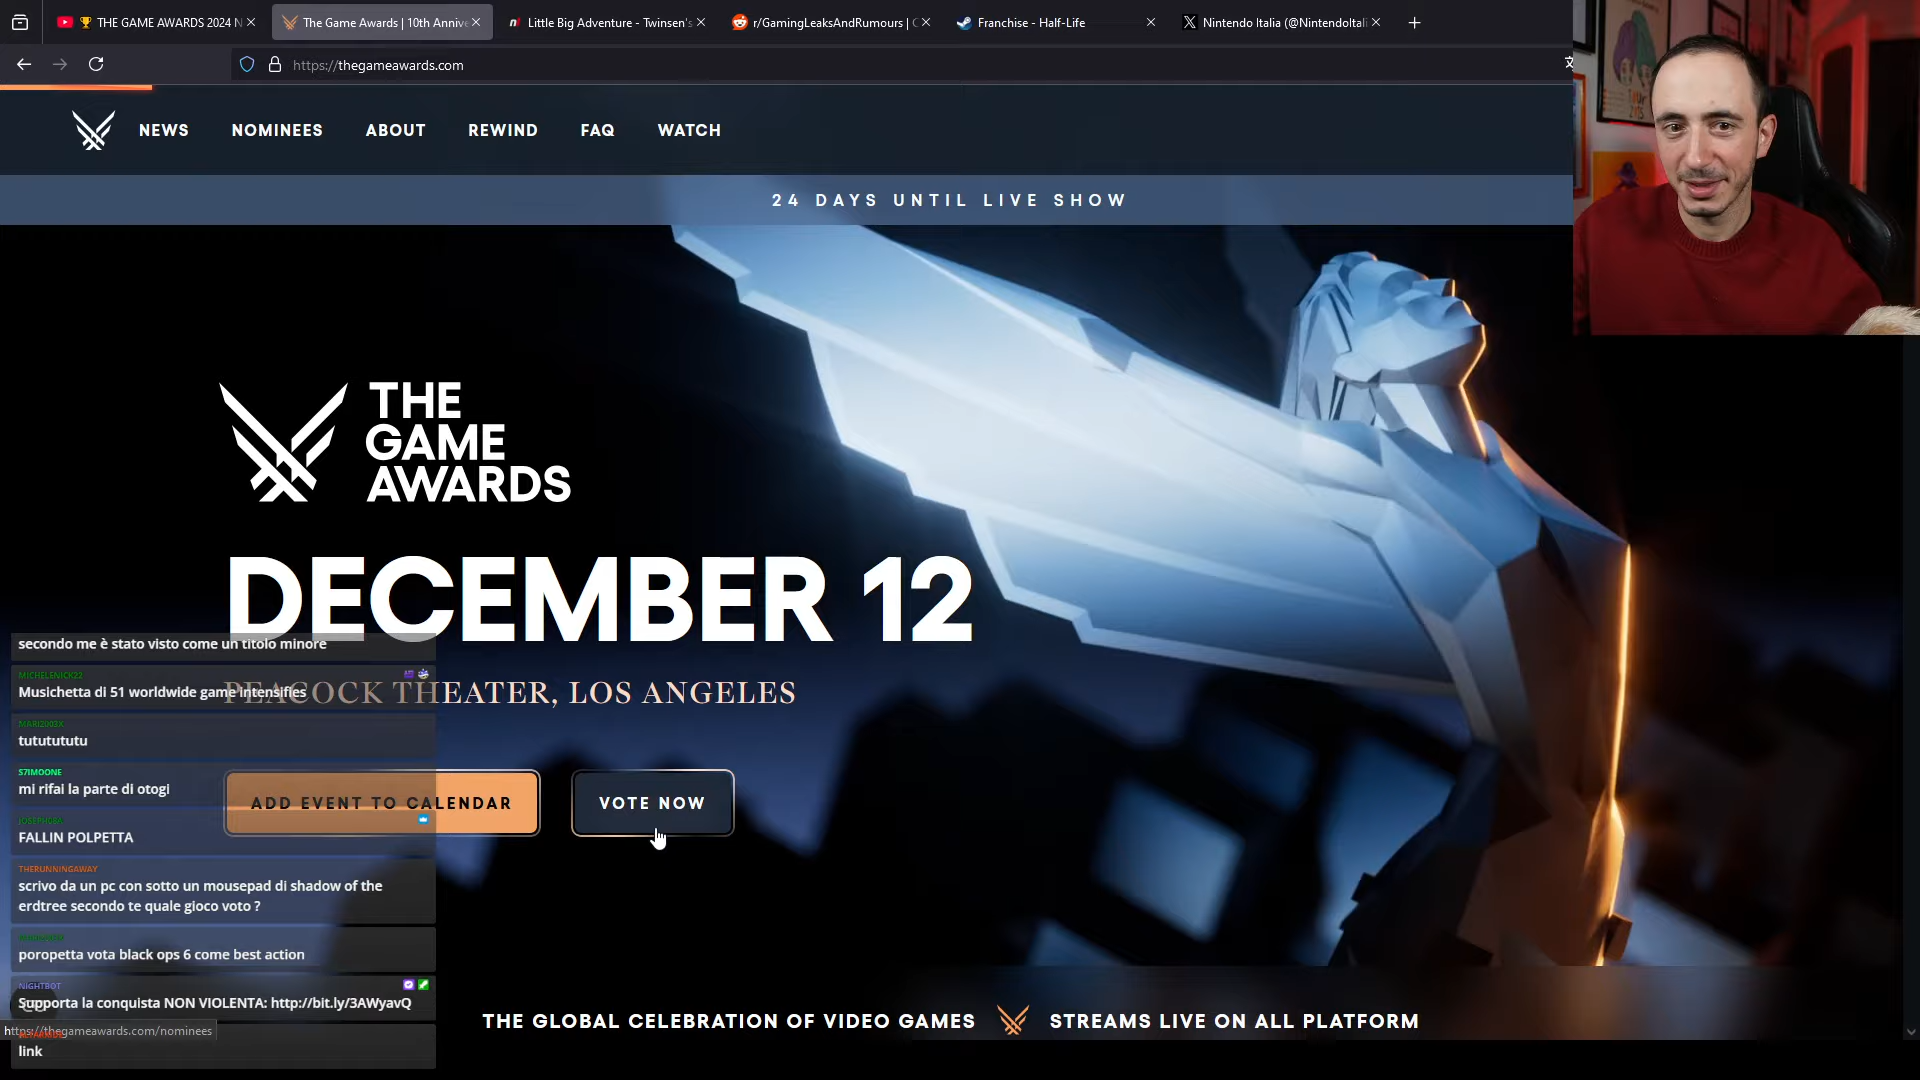 🏆 THE GAME AWARDS 2024 N
The Game Awards | 10th Annive
Little Big Adventure - Twinsen's
r/GamingLeaksAndRumours | C
Franchise - Half-Life
Nintendo Italia (@NintendoItali
https://thegameawards.com
NEWS
NOMINEES
ABOUT
REWIND
FAQ
WATCH
24 DAYS UNTIL LIVE SHOW
THE
GAME
AWARDS
DECEMBER 12
PEACOCK THEATER, LOS ANGELES
ADD EVENT TO CALENDAR
VOTE NOW
secondo me è stato visto come un titolo minore
MICHELENICK22
Musichetta di 51 worldwide game intensifies
MARIZ003X
tutututututu
S7IMOONE
mi rifai la parte di otogi
FALLIN POLPETTA
THERUNNINGAWAY
scrivo da un pc con sotto un mousepad di shadow of the
erdtree secondo te quale gioco voto ?
poropetta vota black ops 6 come best action
NIGHTBOT
Supporta la conquista NON VIOLENTA: http://bit.ly/3AWyavQ
https://thegameawards.com/nominees
link
THE GLOBAL CELEBRATION OF VIDEO GAMES
STREAMS LIVE ON ALL PLATFORM